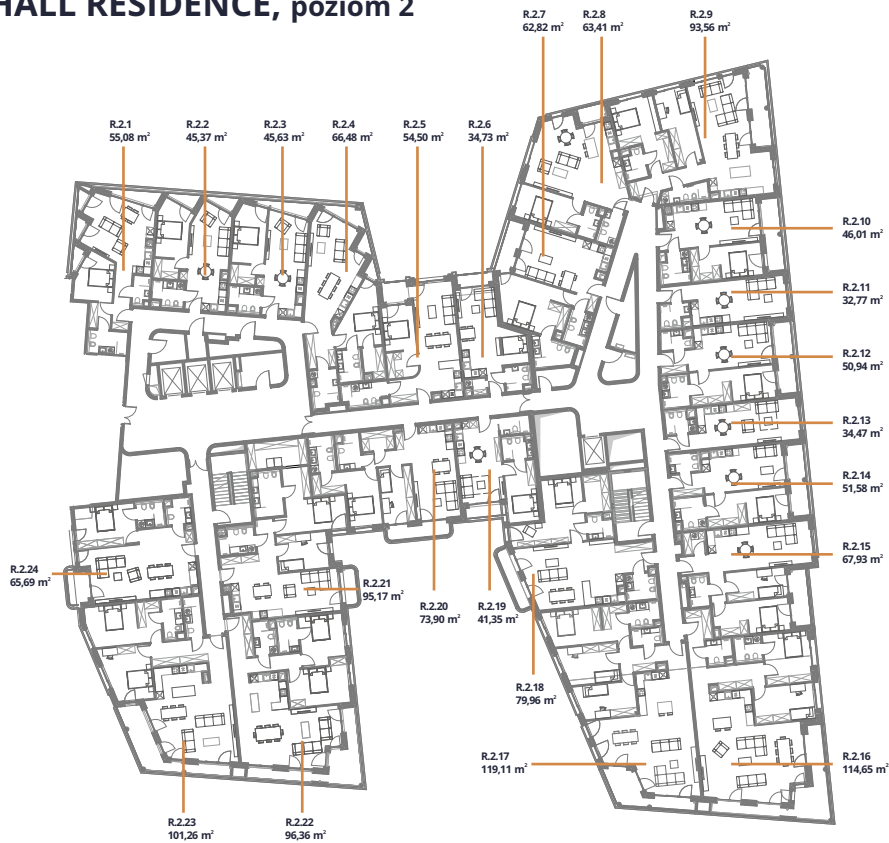 HALL RESIDENCE, poziom 2
R.2.7
62,82 m²
R.2.8
63,41 m²
R.2.9
93,56 m²
R.2.1
55,08 m²
R.2.2
45,37 m²
R.2.3
45,63 m²
R.2.4
66,48 m²
R.2.5
54,50 m²
R.2.6
34,73 m²
R.2.10
46,01 m²
R.2.11
32,77 m²
R.2.12
50,94 m²
R.2.13
34,47 m²
R.2.14
51,58 m²
R.2.15
67,93 m²
R.2.24
65,69 m²
R.2.21
95,17 m²
R.2.20
73,90 m²
R.2.19
41,35 m²
R.2.18
79,96 m²
R.2.17
119,11 m²
R.2.16
114,65 m²
R.2.23
101,26 m²
R.2.22
96,36 m²